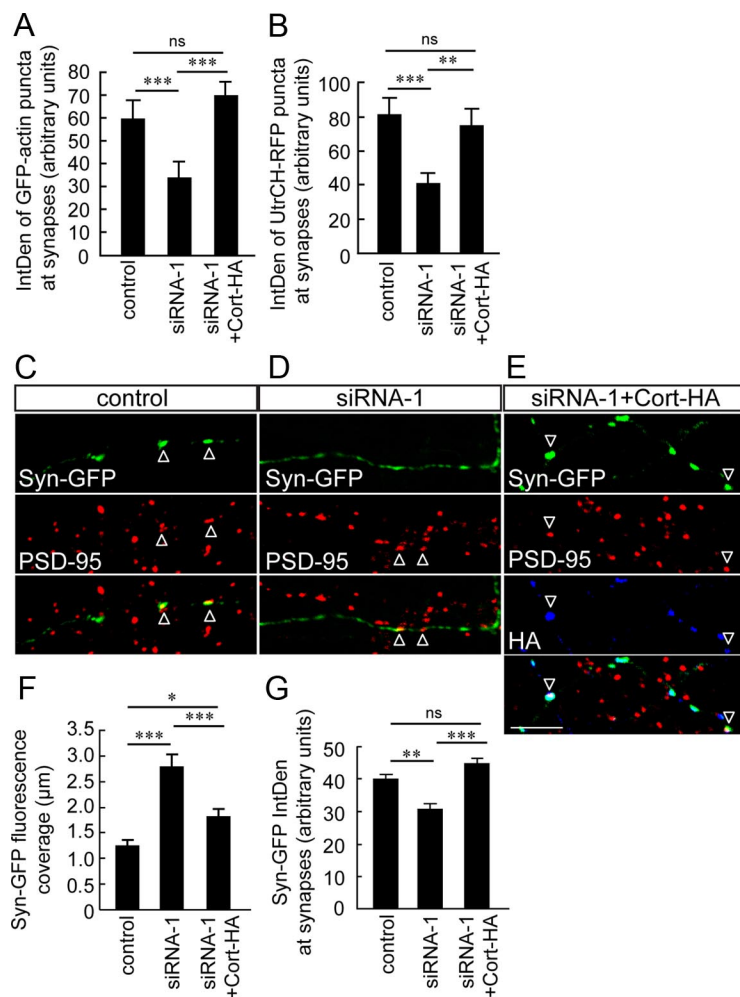 A
ns
***
***
80
70
60
50
40
30
20
10
0
IntDen of GFP-actin puncta
at synapses (arbitrary units)
control
siRNA-1
siRNA-1
+Cort-HA
B
ns
***
**
100
80
60
40
20
0
IntDen of UtrCH-RFP puncta
at synapses (arbitrary units)
control
siRNA-1
siRNA-1
+Cort-HA
C
control
Syn-GFP
PSD-95
D
siRNA-1
Syn-GFP
PSD-95
E
siRNA-1+Cort-HA
Syn-GFP
PSD-95
HA
F
*
***
***
3.5
3.0
2.5
2.0
1.5
1.0
0.5
0
Syn-GFP fluorescence
coverage (µm)
control
siRNA-1
siRNA-1
+Cort-HA
G
ns
**
***
50
40
30
20
10
0
Syn-GFP IntDen
at synapses (arbitrary units)
control
siRNA-1
siRNA-1
+Cort-HA